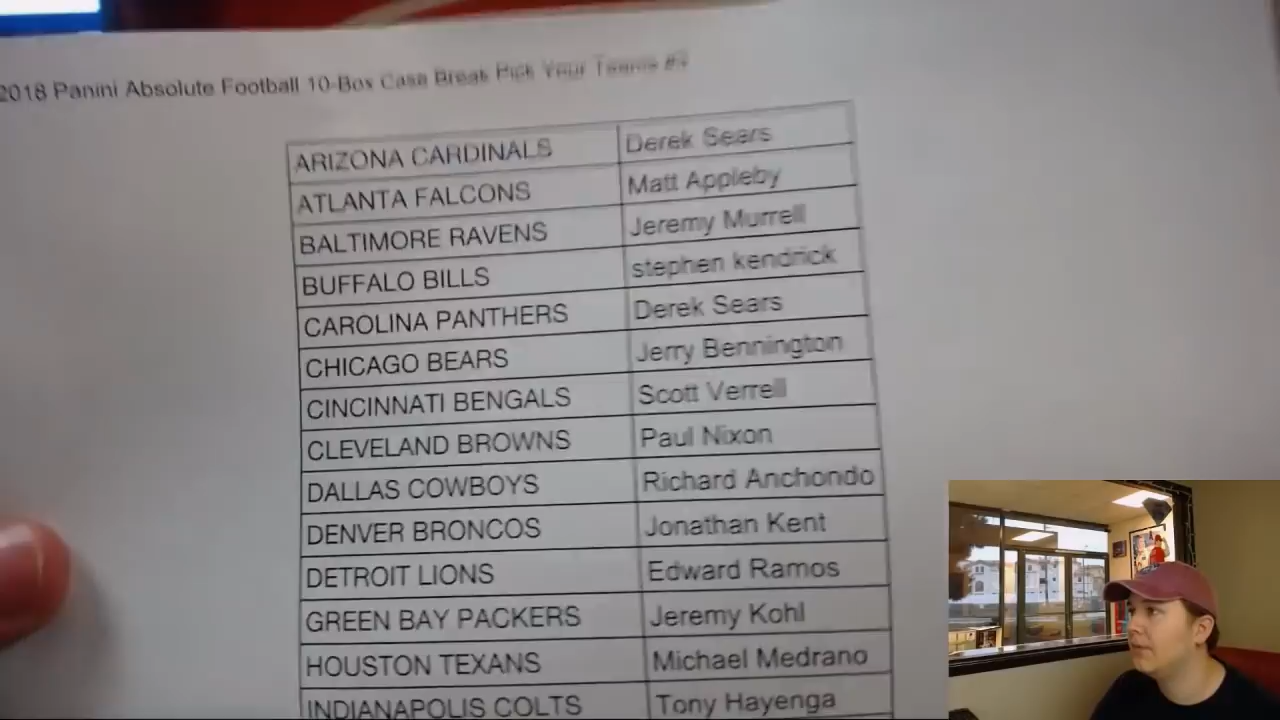 2018 Panini Absolute Football 10-Box Case Break Pick Your Teams
ARIZONA CARDINALS Derek Sears
ATLANTA FALCONS Matt Appleby
BALTIMORE RAVENS Jeremy Murrell
BUFFALO BILLS stephen kendrick
CAROLINA PANTHERS Derek Sears
CHICAGO BEARS Jerry Bennington
CINCINNATI BENGALS Scott Verrell
CLEVELAND BROWNS Paul Nixon
DALLAS COWBOYS Richard Anchondo
DENVER BRONCOS Jonathan Kent
DETROIT LIONS Edward Ramos
GREEN BAY PACKERS Jeremy Kohl
HOUSTON TEXANS Michael Medrano
INDIANAPOLIS COLTS Tony Hayenga